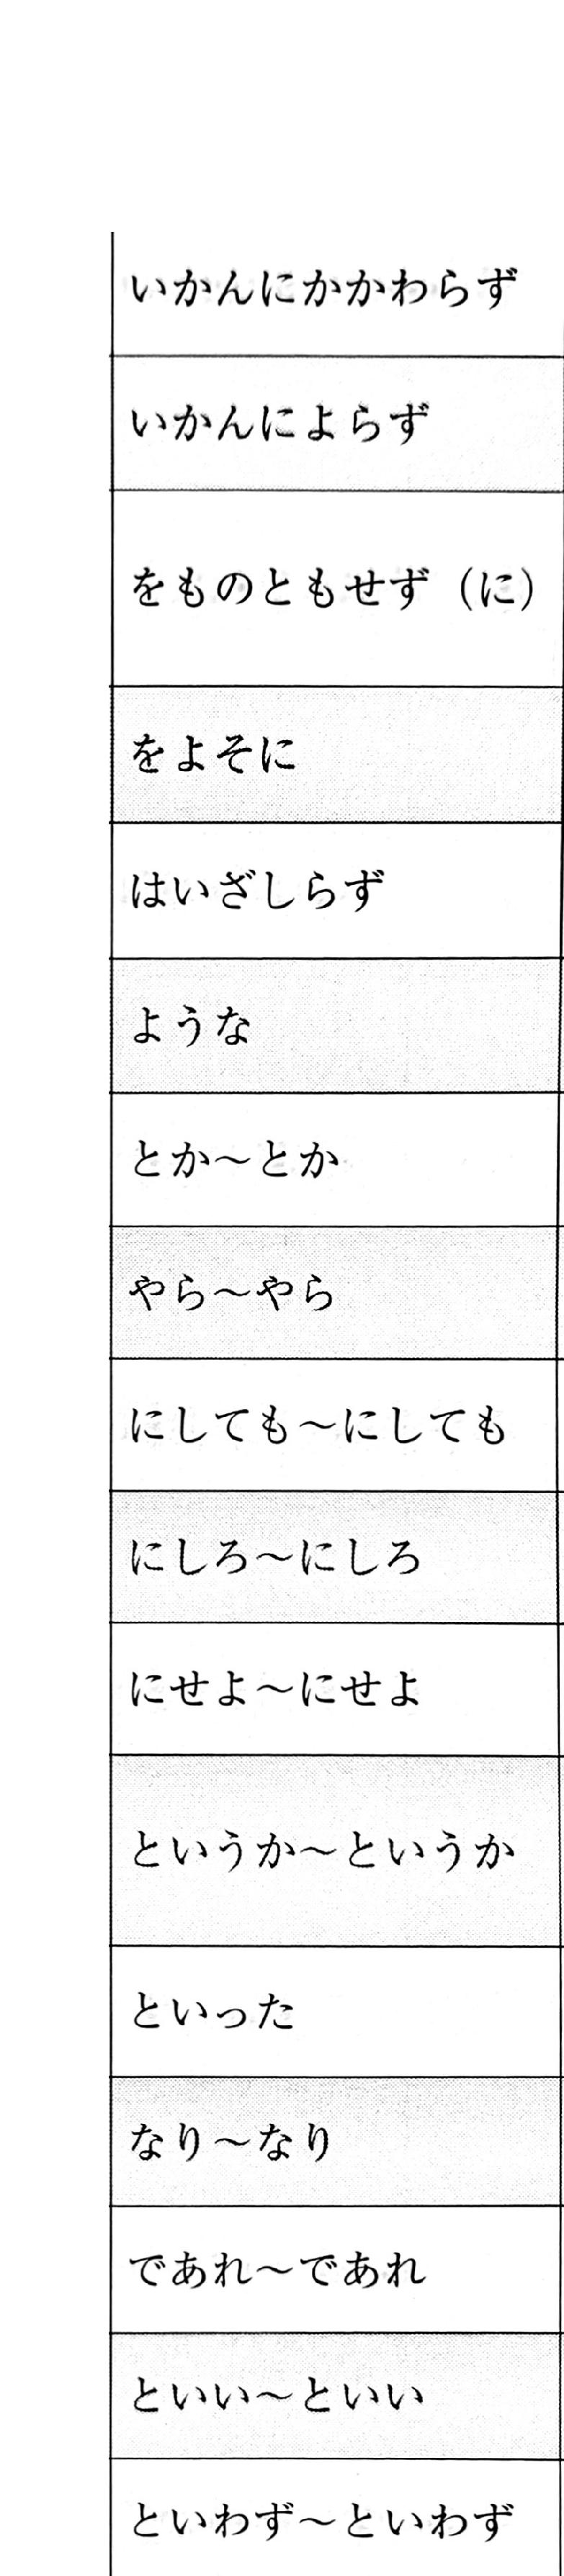 いかんにかかわらず
いかんによらず
をものともせず（に）
をよそに
はいざしらず
ような
とか～とか
やら～やら
にしても～にしても
にしろ～にしろ
にせよ～にせよ
というか～というか
といった
なり～なり
であれ～であれ
といい～といい
といわず～といわず